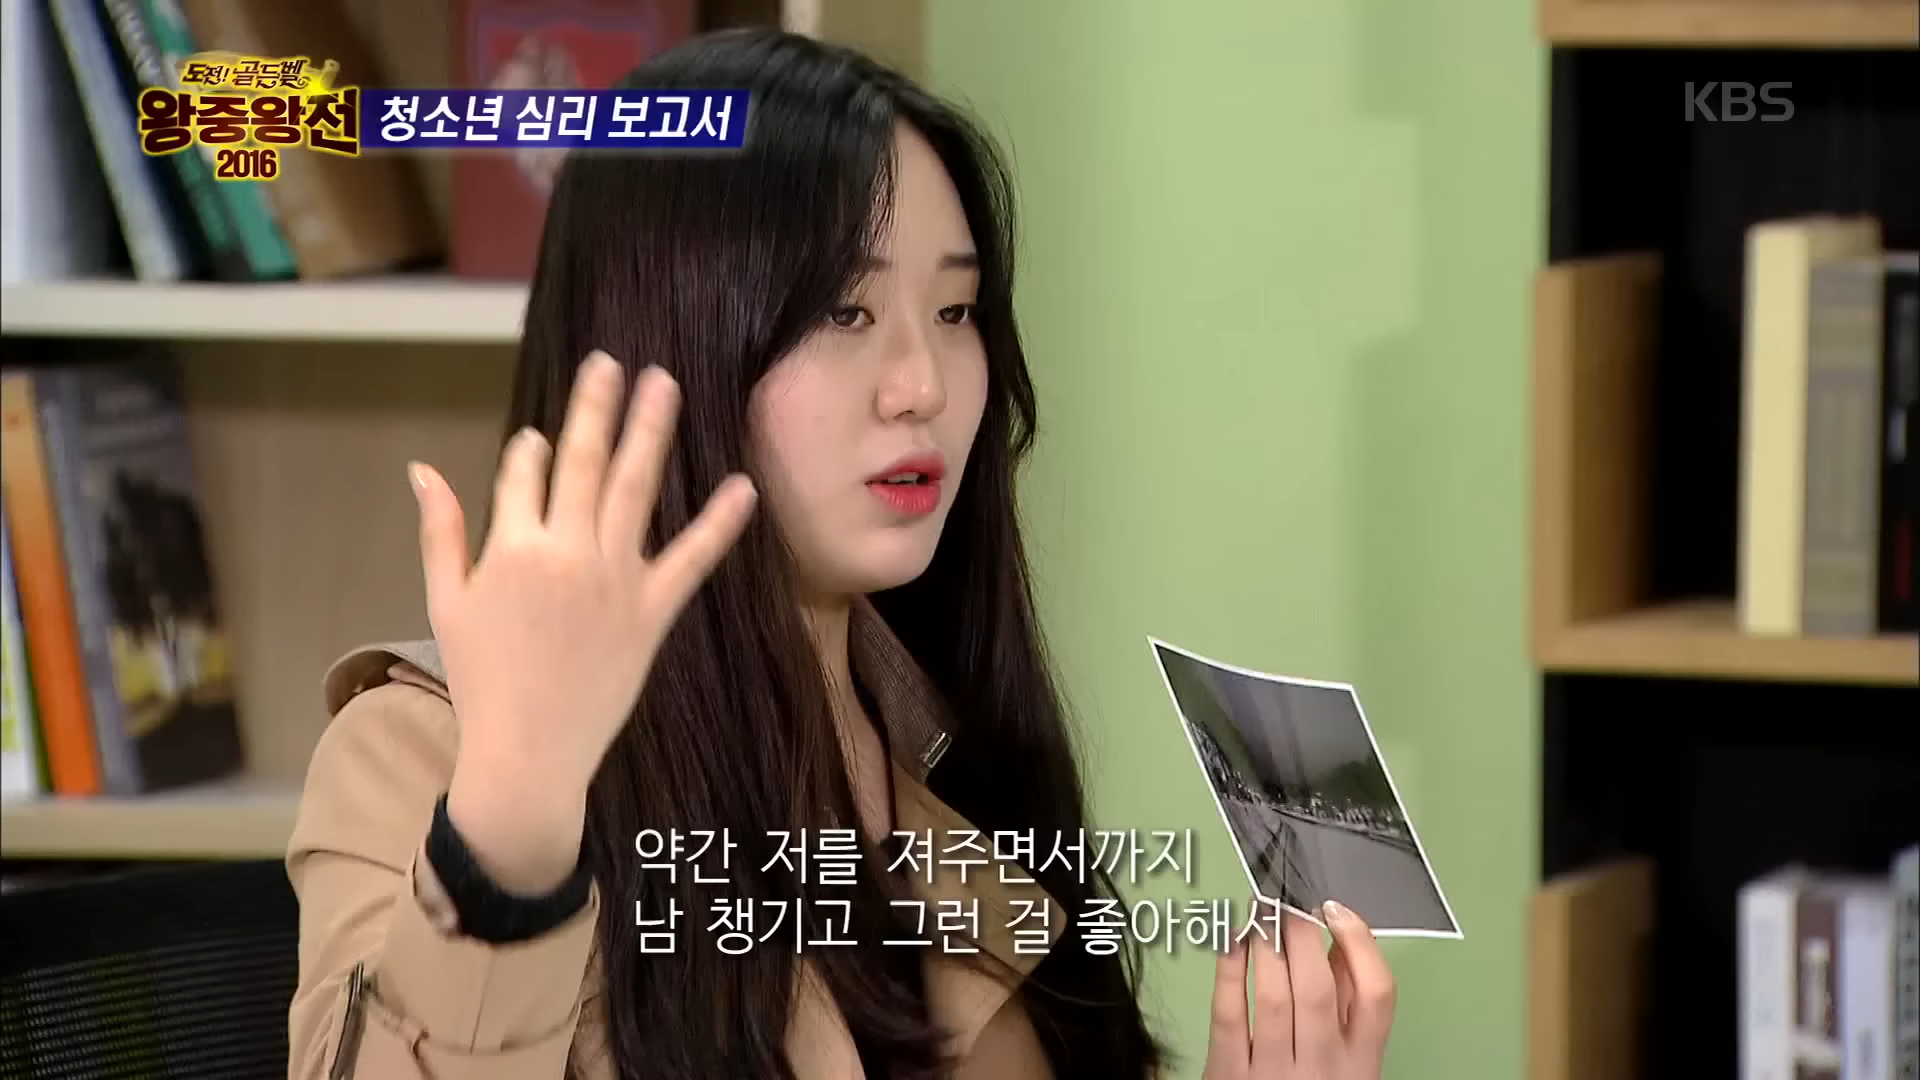 도전! 골든벨
왕중왕전
2016
청소년 심리 보고서
KBS
약간 저를 져주면서까지
남 챙기고 그런 걸 좋아해서